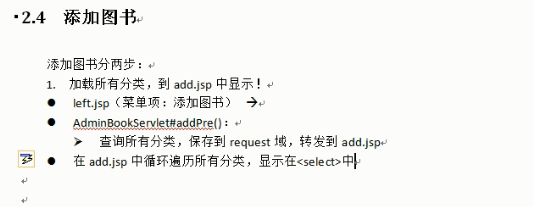 2.4 添加图书
添加图书分两步：
1. 加载所有分类，到 add.jsp 中显示！
● left.jsp（菜单项：添加图书） →
● AdminBookServlet#addPre()：
➢ 查询所有分类，保存到 request 域，转发到 add.jsp
● 在 add.jsp 中循环遍历所有分类，显示在<select>中